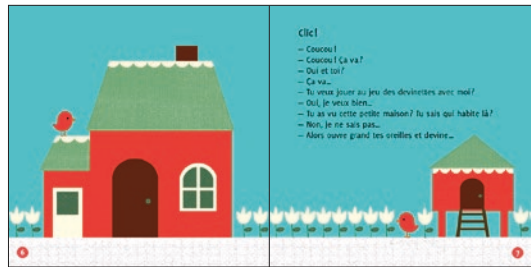 Clic!
– Coucou!
– Coucou! Ça va?
– Oui et toi?
– Ça va...
– Tu veux jouer au jeu des devinettes avec moi?
– Oui, je veux bien...
– Tu as vu cette petite maison? Tu sais qui habite là?
– Non, je ne sais pas...
– Alors ouvre grand tes oreilles et devine...
6
7